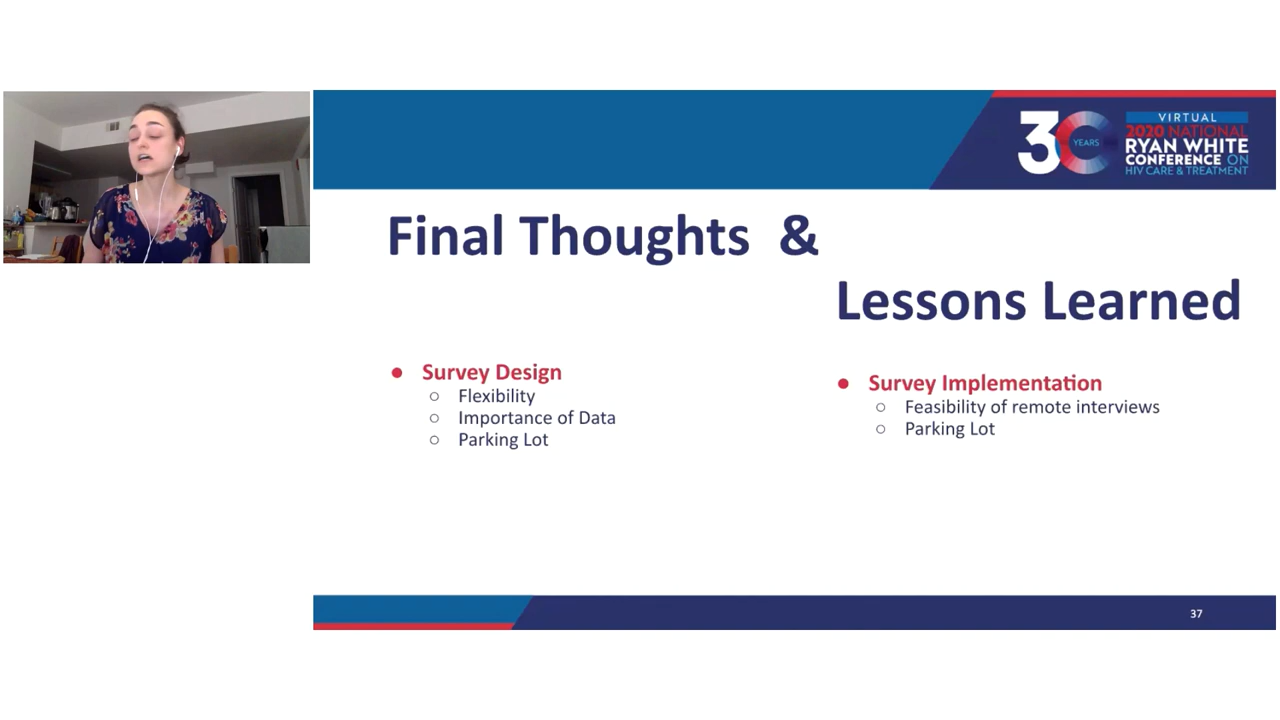 30
YEARS
VIRTUAL
2020 NATIONAL
RYAN WHITE
CONFERENCE ON
HIV CARE & TREATMENT
Final Thoughts &
Lessons Learned
● Survey Design
○ Flexibility
○ Importance of Data
○ Parking Lot
● Survey Implementation
○ Feasibility of remote interviews
○ Parking Lot
37